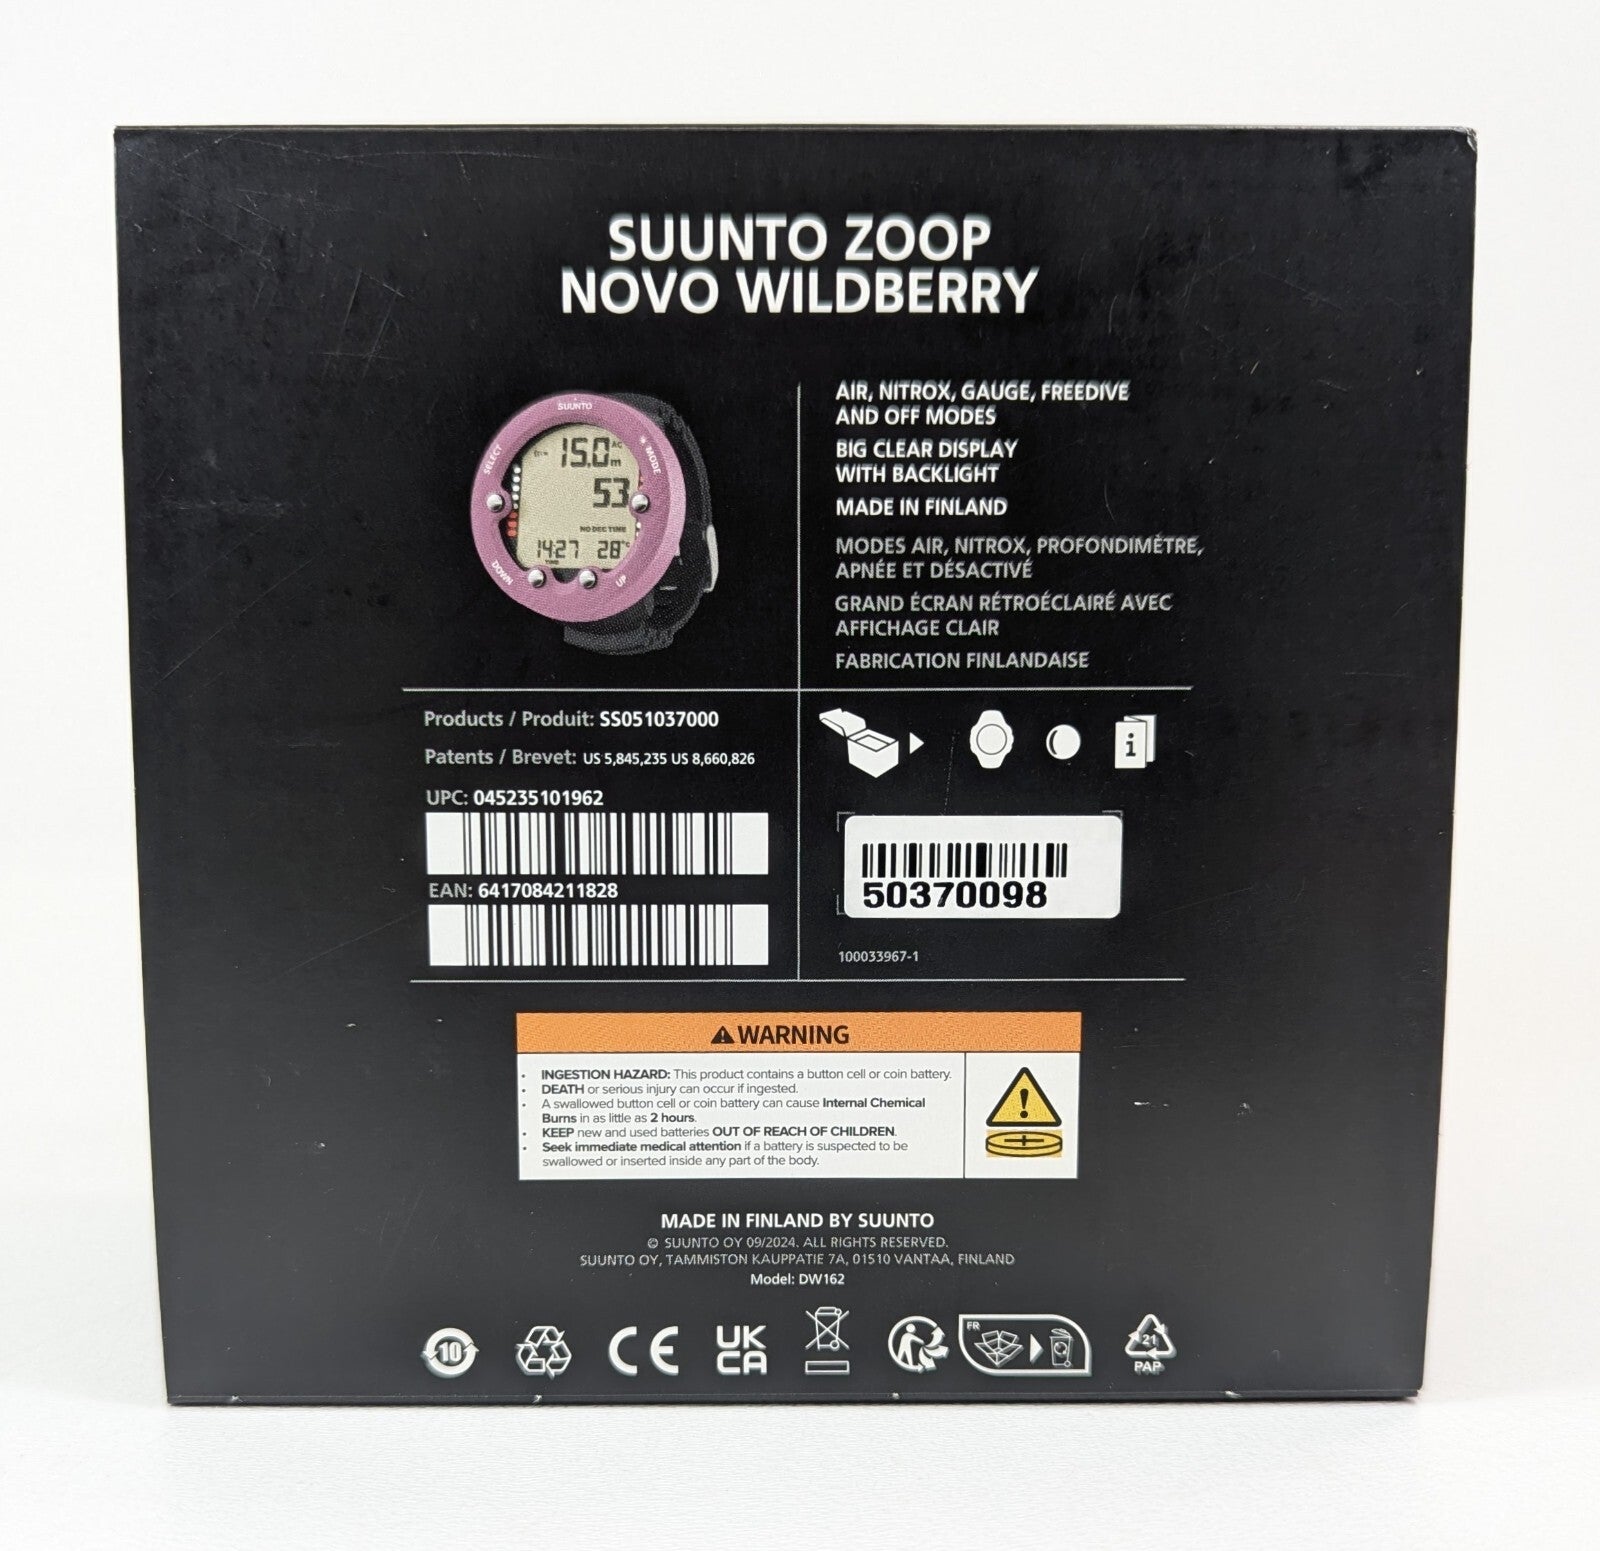 SUUNTO ZOOP
NOVO WILDBERRY
SUUNTO
SELECT
MODE
DOWN
UP
15.0m
AC
53
NO DEC TIME
14:27 28°C
TIME
AIR, NITROX, GAUGE, FREEDIVE
AND OFF MODES
BIG CLEAR DISPLAY
WITH BACKLIGHT
MADE IN FINLAND
MODES AIR, NITROX, PROFONDIMÈTRE,
APNÉE ET DÉSACTIVÉ
GRAND ÉCRAN RÉTROÉCLAIRÉ AVEC
AFFICHAGE CLAIR
FABRICATION FINLANDAISE
Products / Produit: SS051037000
Patents / Brevet: US 5,845,235 US 8,660,826
UPC: 045235101962
EAN: 6417084211828
i
50370098
100033967-1
WARNING
• INGESTION HAZARD: This product contains a button cell or coin battery.
• DEATH or serious injury can occur if ingested.
• A swallowed button cell or coin battery can cause Internal Chemical
Burns in as little as 2 hours.
• KEEP new and used batteries OUT OF REACH OF CHILDREN.
• Seek immediate medical attention if a battery is suspected to be
swallowed or inserted inside any part of the body.
MADE IN FINLAND BY SUUNTO
© SUUNTO OY 09/2024. ALL RIGHTS RESERVED.
SUUNTO OY, TAMMISTON KAUPPATIE 7A, 01510 VANTAA, FINLAND
Model: DW162
10
CE
UK
CA
FR
21
PAP